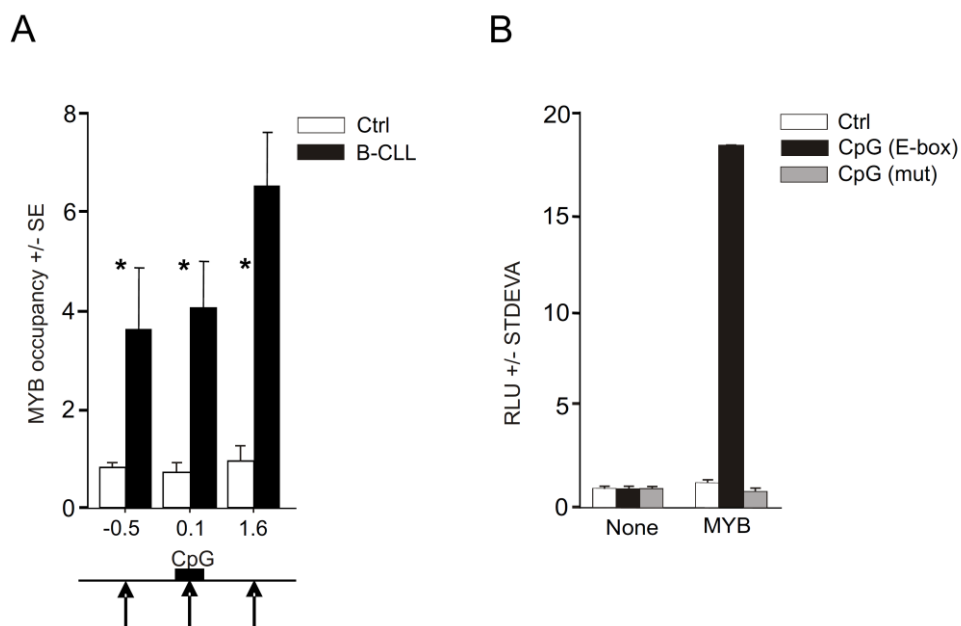 A
MYB occupancy +/- SE
8
6
4
2
0
Ctrl
B-CLL
* * *
-0.5 0.1 1.6
CpG
B
RLU +/- STDEVA
20
15
10
5
0
Ctrl
CpG (E-box)
CpG (mut)
None MYB